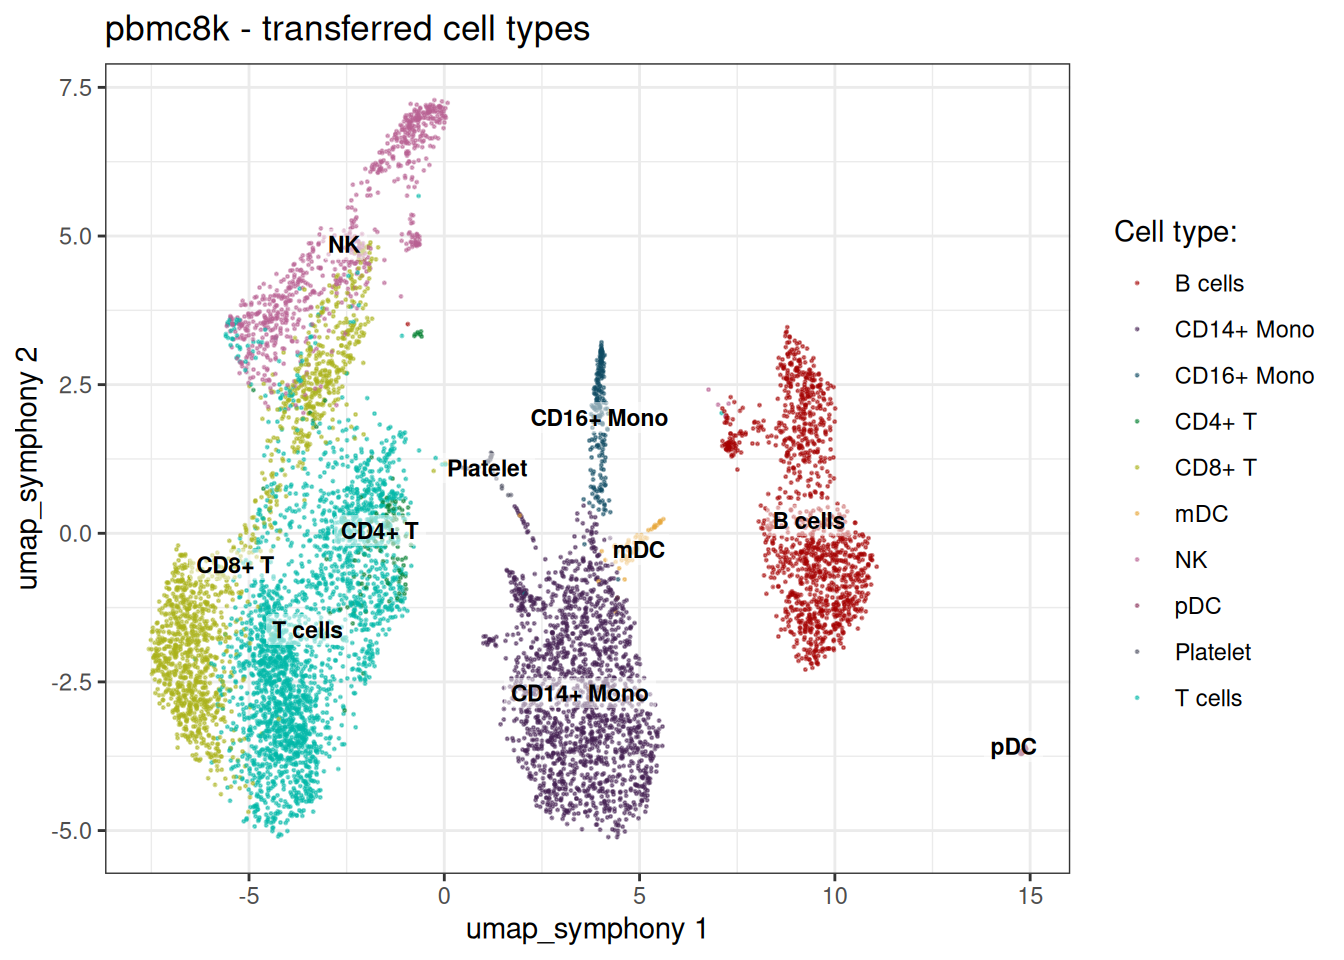 pbmc8k - transferred cell types
umap_symphony 2
7.5
5.0
2.5
0.0
-2.5
-5.0
NK
CD16+ Mono
Platelet
B cells
CD4+ T
mDC
CD8+ T
T cells
CD14+ Mono
pDC
-5
0
5
10
15
umap_symphony 1
Cell type:
B cells
CD14+ Mono
CD16+ Mono
CD4+ T
CD8+ T
mDC
NK
pDC
Platelet
T cells